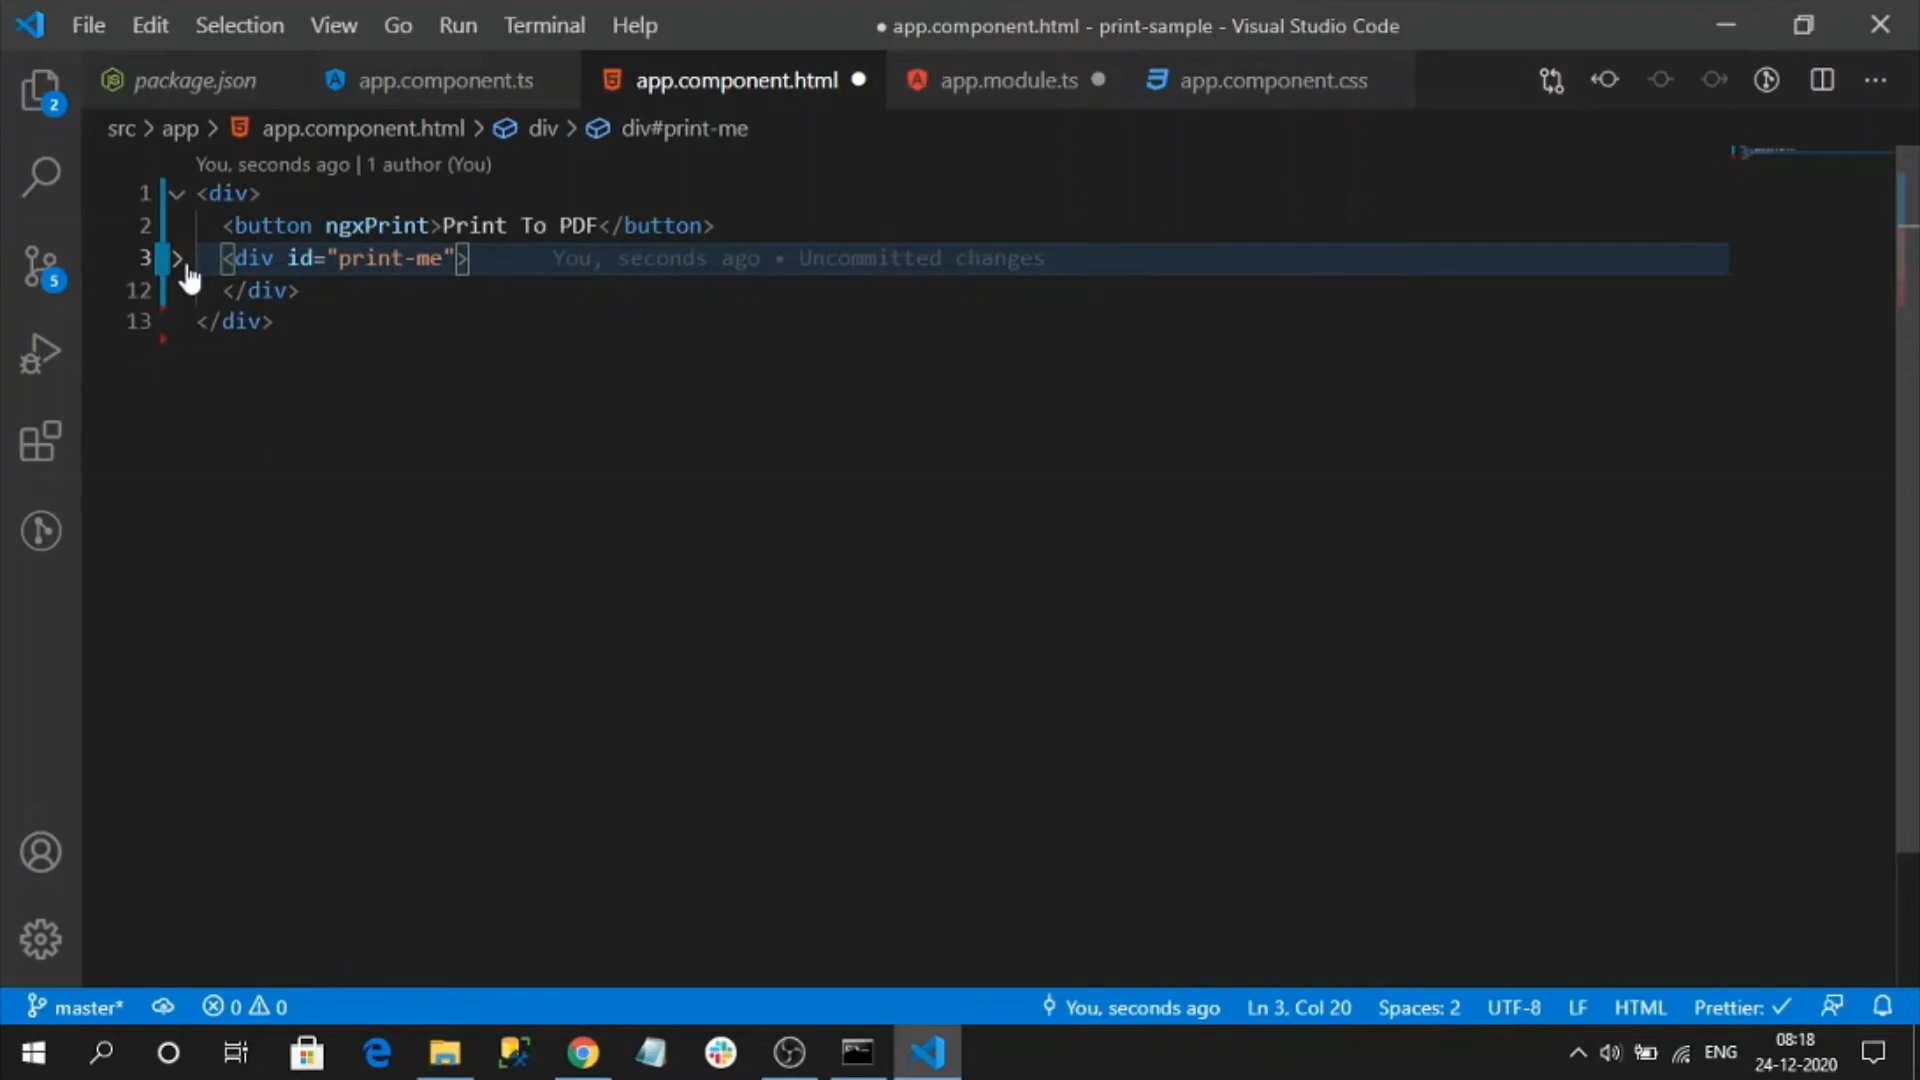 File Edit Selection View Go Run Terminal Help ● app.component.html - print-sample - Visual Studio Code
package.json app.component.ts app.component.html ● app.module.ts ● app.component.css
src > app > app.component.html > div > div#print-me
You, seconds ago | 1 author (You)
1 <div>
2 <button ngxPrint>Print To PDF</button>
3 <div id="print-me"> You, seconds ago • Uncommitted changes
12 </div>
13 </div>
2
5
master* 0 0 You, seconds ago Ln 3, Col 20 Spaces: 2 UTF-8 LF HTML Prettier: ✓
ENG 08:18
24-12-2020